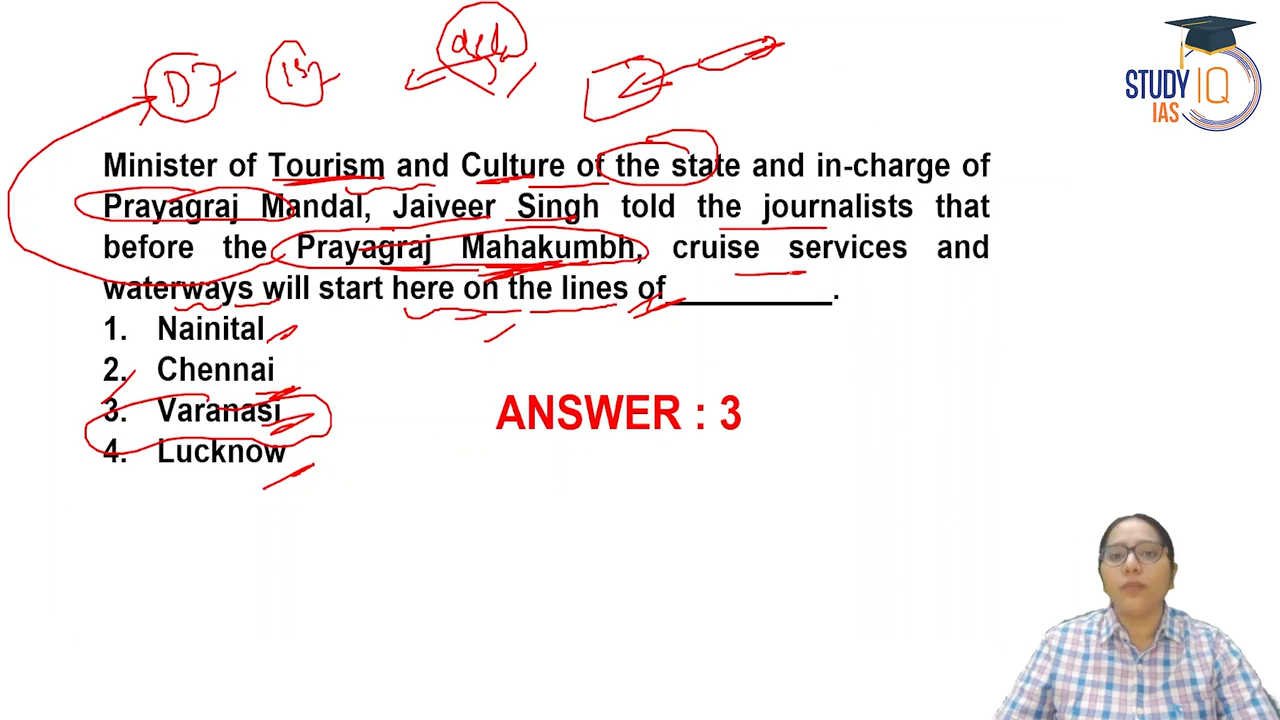 STUDY IQ
IAS
Minister of Tourism and Culture of the state and in-charge of
Prayagraj Mandal, Jaiveer Singh told the journalists that
before the Prayagraj Mahakumbh, cruise services and
waterways will start here on the lines of__________.
1. Nainital
2. Chennai
3. Varanasi
4. Lucknow
ANSWER : 3